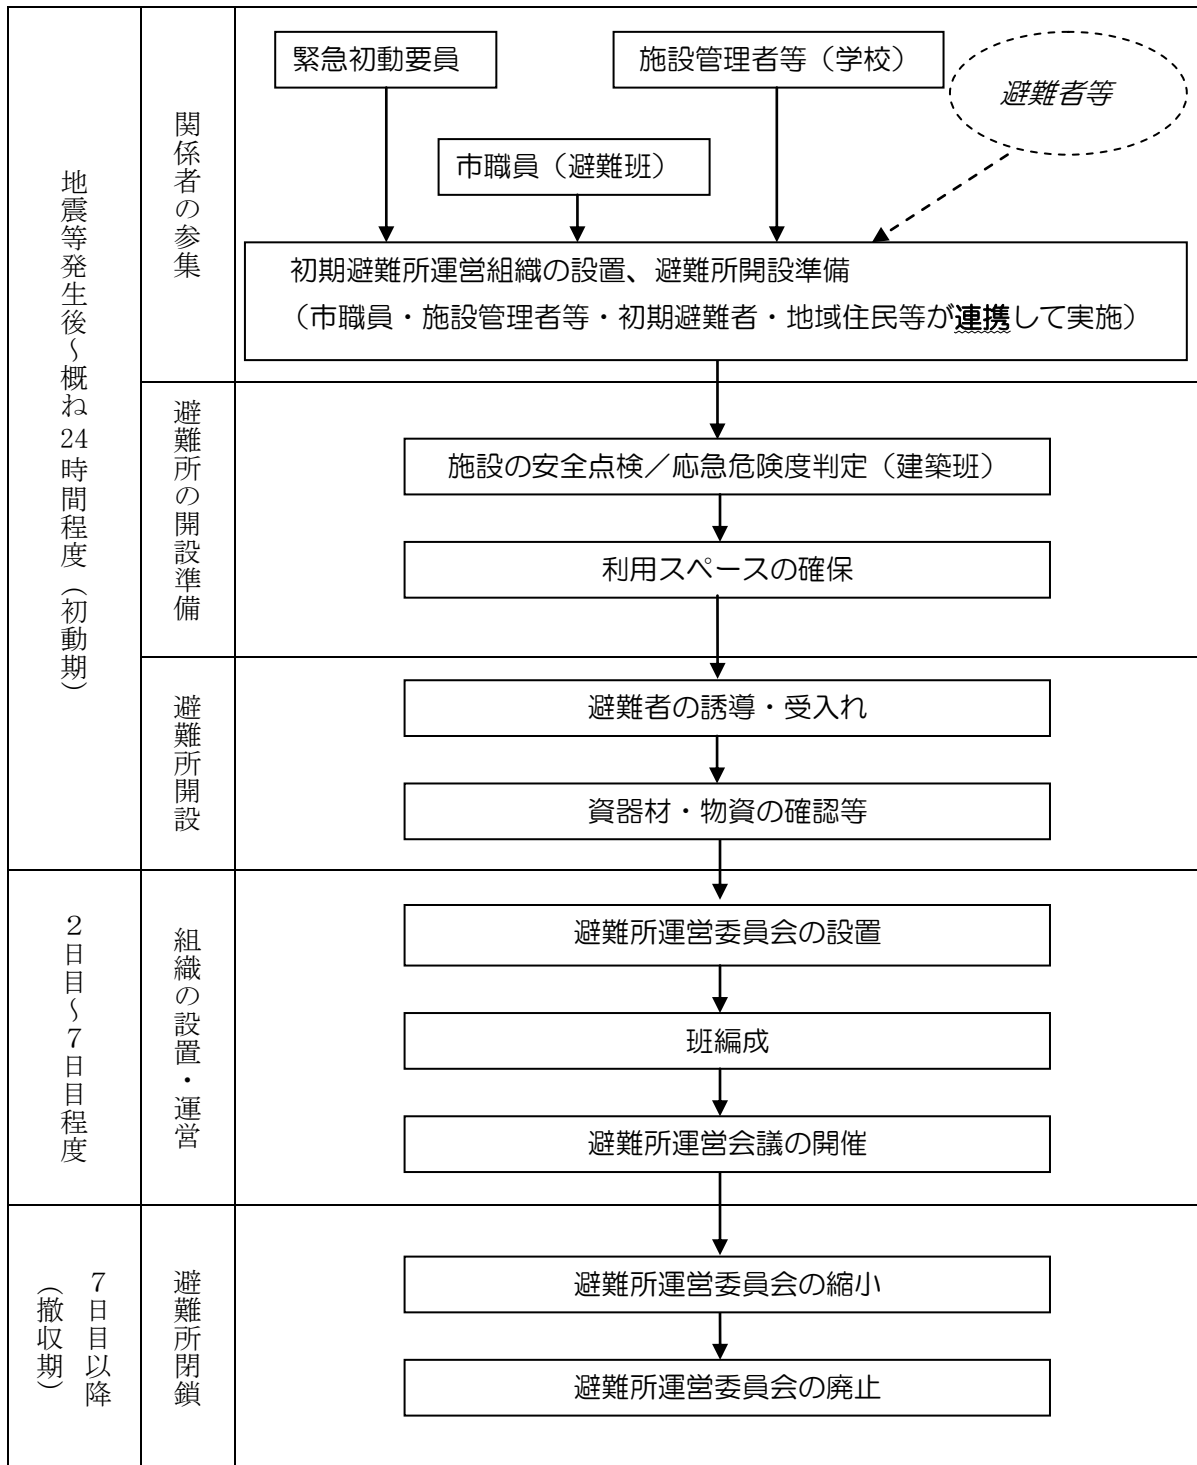 地震等発生後～概ね24時間程度（初動期）
関係者の参集
緊急初動要員
施設管理者等（学校）
避難者等
市職員（避難班）
初期避難所運営組織の設置、避難所開設準備
（市職員・施設管理者等・初期避難者・地域住民等が連携して実施）
避難所の開設準備
施設の安全点検／応急危険度判定（建築班）
利用スペースの確保
避難所開設
避難者の誘導・受入れ
資器材・物資の確認等
2日目～7日目程度
組織の設置・運営
避難所運営委員会の設置
班編成
避難所運営会議の開催
7日目以降
（撤収期）
避難所閉鎖
避難所運営委員会の縮小
避難所運営委員会の廃止